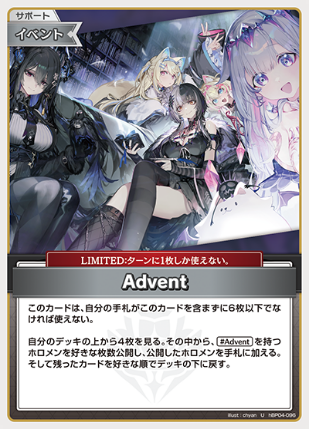 サポート
イベント
LIMITED:ターンに1枚しか使えない。
Advent
このカードは、自分の手札がこのカードを含まずに6枚以下でな
ければ使えない。
自分のデッキの上から4枚を見る。その中から、#Adventを持つ
ホロメンを好きな枚数公開し、公開したホロメンを手札に加える。
そして残ったカードを好きな順でデッキの下に戻す。
illust : chyan U hBP04-096